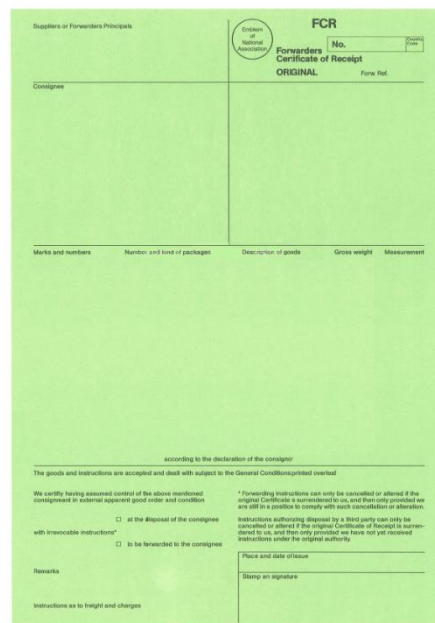 Suppliers or Forwarders Principals
Emblem
of
National
Association
FCR
No.
Country
Code
Forwarders
Certificate of Receipt
ORIGINAL
Forw. Ref.
Consignee
Marks and numbers Number and kind of packages Description of goods Gross weight Measurement
according to the declaration of the consignor
The goods and instructions are accepted and dealt with subject to the General Conditions printed overleaf
We certify having assumed control of the above mentioned
consignment in external apparent good order and condition
☐ at the disposal of the consignee
with irrevocable instructions*
☐ to be forwarded to the consignee
Remarks
Instructions as to freight and charges
* Forwarding instructions can only be cancelled or altered if the
original Certificate is surrendered to us, and then only provided we
are still in a position to comply with such cancellation or alteration.
Instructions authorizing disposal by a third party can only be
cancelled or altered if the original Certificate of Receipt is surren-
dered to us, and then only provided we have not yet received
instructions under the original authority.
Place and date of issue
Stamp an signature